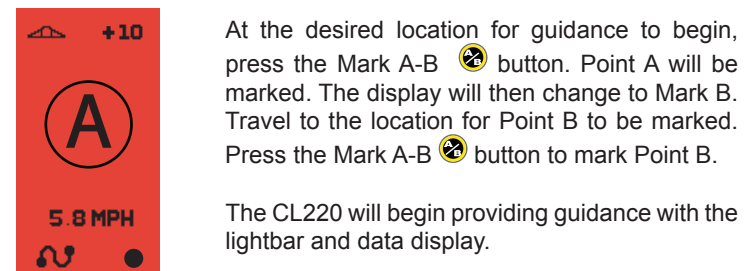 +10
A
5.8 MPH
At the desired location for guidance to begin,
press the Mark A-B A/B button. Point A will be
marked. The display will then change to Mark B.
Travel to the location for Point B to be marked.
Press the Mark A-B A/B button to mark Point B.
The CL220 will begin providing guidance with the
lightbar and data display.